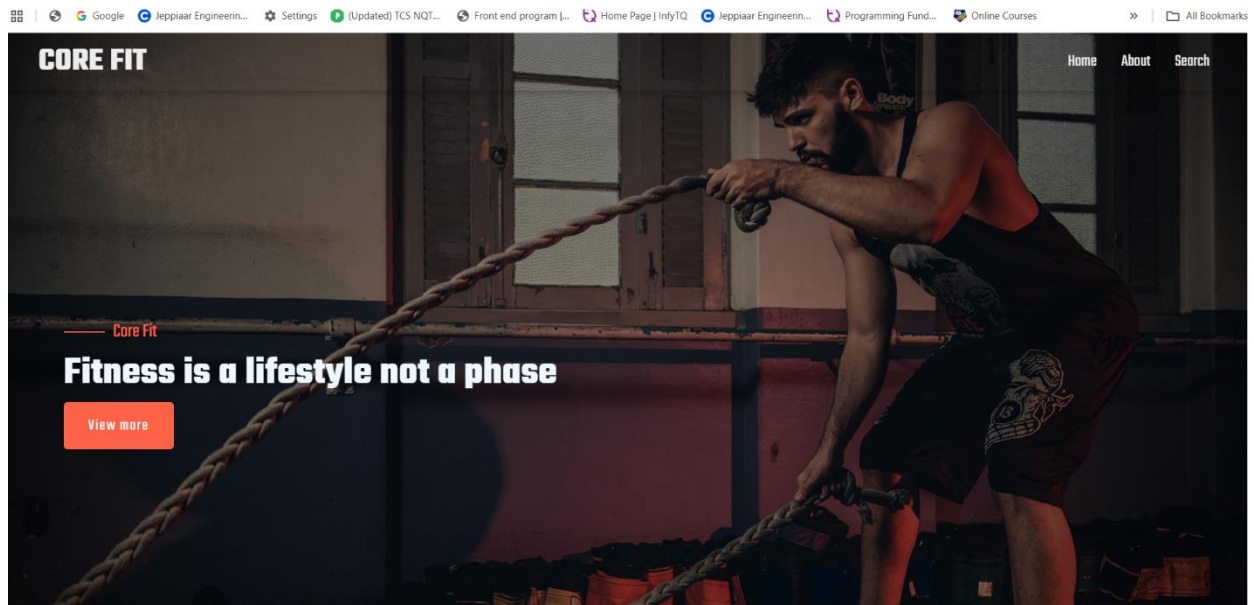 Google Jeppiaar Engineerin... Settings (Updated) TCS NQT... Front end program |... Home Page | InfyTQ Jeppiaar Engineerin... Programming Fund... Online Courses » All Bookmarks
CORE FIT Home About Search
Body
Core Fit
Fitness is a lifestyle not a phase
View more